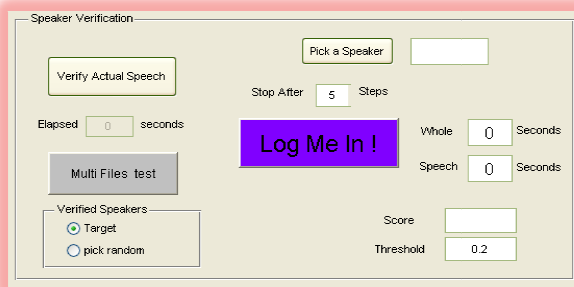 Speaker Verification
Pick a Speaker
Verify Actual Speech
Stop After 5 Steps
Elapsed 0 seconds
Log Me In !
Whole 0 Seconds
Multi Files test
Speech 0 Seconds
Verified Speakers
Target
Score
pick random
Threshold 0.2